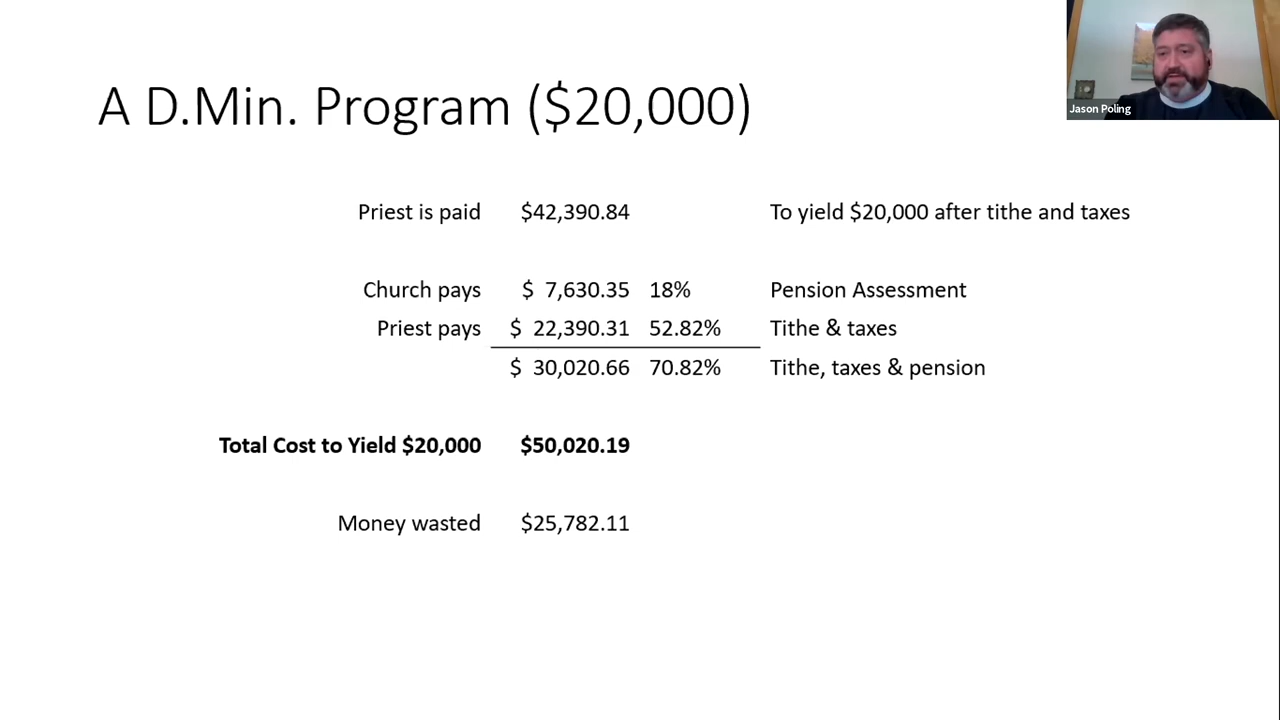 A D.Min. Program ($20,000)
Jason Poling
Priest is paid $42,390.84 To yield $20,000 after tithe and taxes
Church pays $ 7,630.35 18% Pension Assessment
Priest pays $ 22,390.31 52.82% Tithe & taxes
$ 30,020.66 70.82% Tithe, taxes & pension
Total Cost to Yield $20,000 $50,020.19
Money wasted $25,782.11